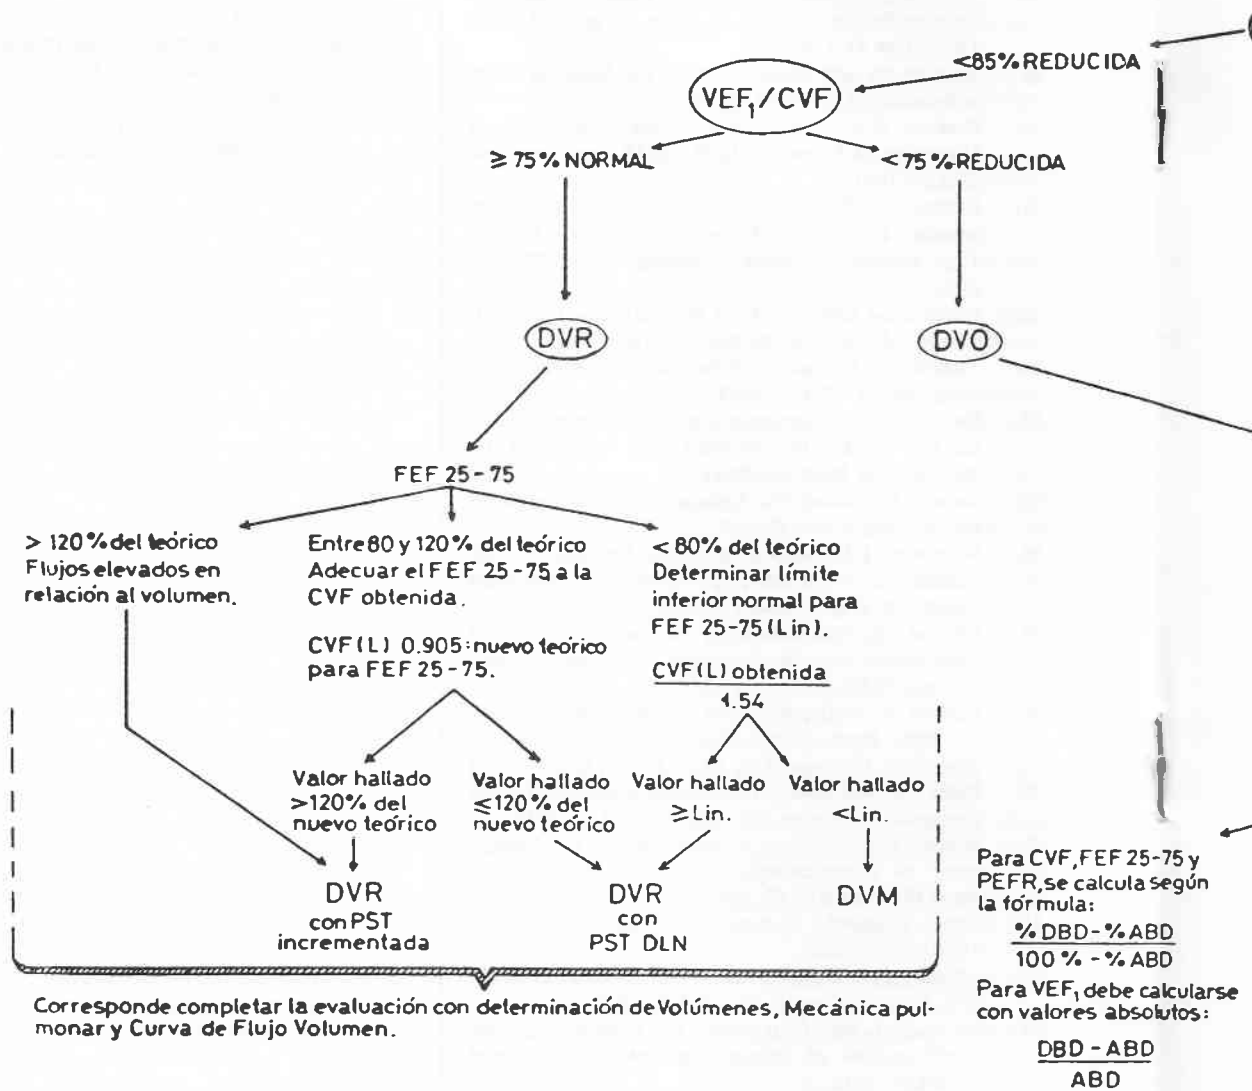 <85% REDUCIDA
VEF₁/CVF
≥ 75% NORMAL
<75% REDUCIDA
DVR
DVO
FEF 25-75
> 120% del teórico
Flujos elevados en
relación al volumen.
Entre 80 y 120% del teórico
Adecuar el FEF 25-75 a la
CVF obtenida.
CVF(L) 0.905: nuevo teórico
para FEF 25-75.
< 80% del teórico
Determinar límite
inferior normal para
FEF 25-75 (Lin).
CVF(L) obtenida
1.54
Valor hallado
>120% del
nuevo teórico
Valor hallado
≤120% del
nuevo teórico
Valor hallado
≥Lin.
Valor hallado
<Lin.
DVR
con PST
incrementada
DVR
con
PST DLN
DVM
Corresponde completar la evaluación con determinación de Volúmenes, Mecánica pul-
monar y Curva de Flujo Volumen.
Para CVF, FEF 25-75 y
PEFR, se calcula según
la fórmula:
% DBD - % ABD
100 % - % ABD
Para VEF₁ debe calcularse
con valores absolutos:
DBD - ABD
ABD